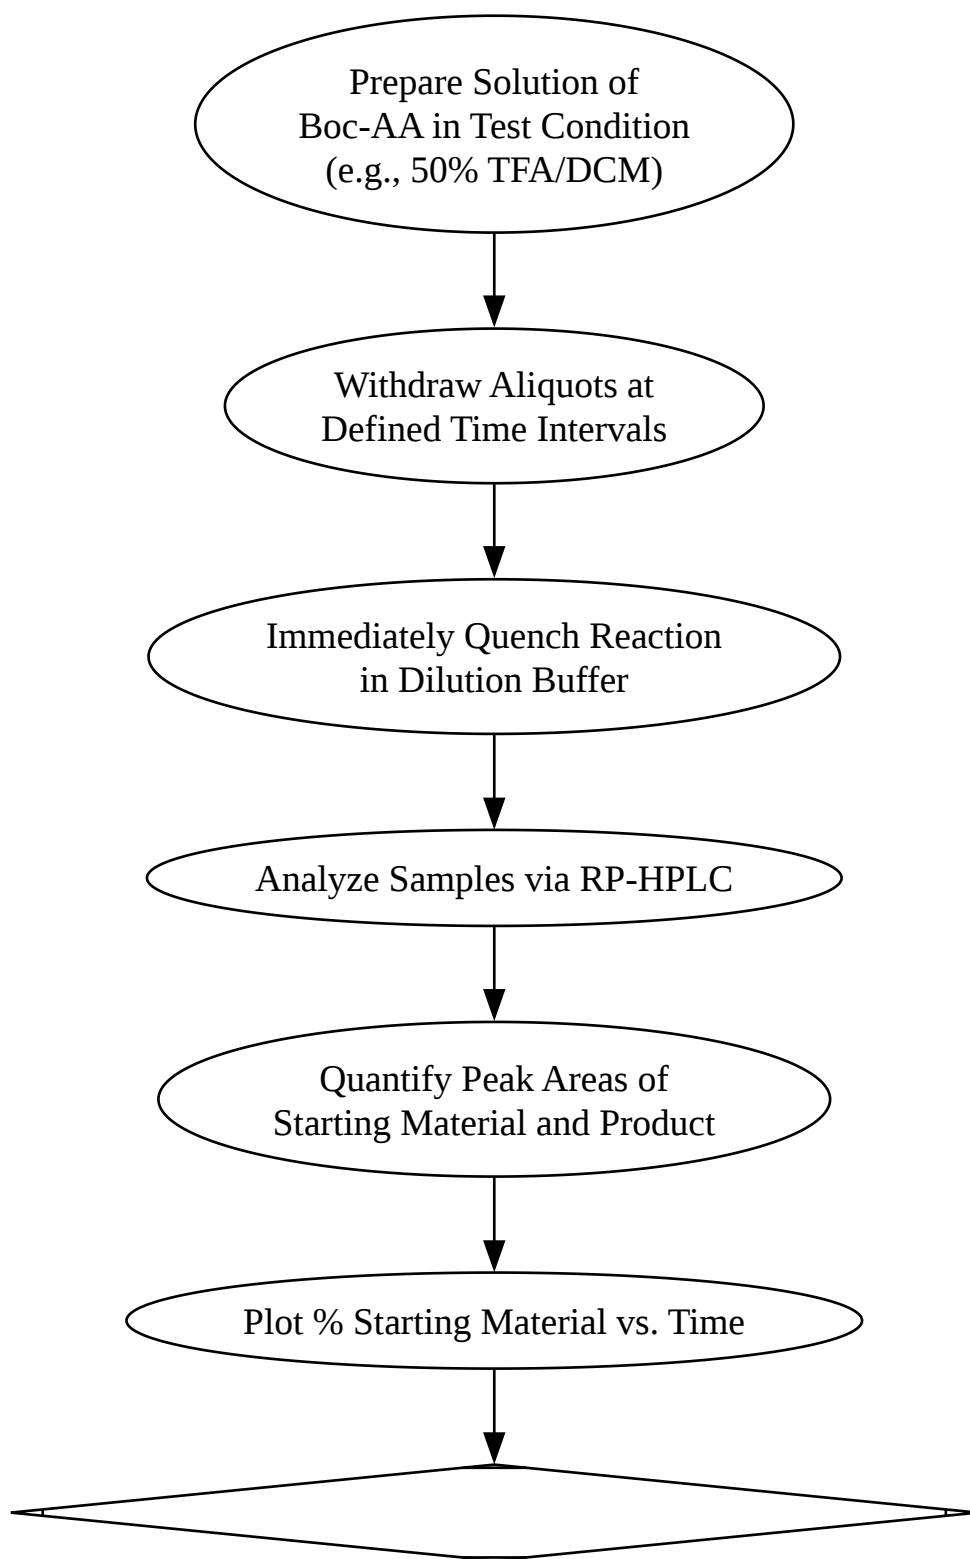 Prepare Solution of
Boc-AA in Test Condition
(e.g., 50% TFA/DCM)
Withdraw Aliquots at
Defined Time Intervals
Immediately Quench Reaction
in Dilution Buffer
Analyze Samples via RP-HPLC
Quantify Peak Areas of
Starting Material and Product
Plot % Starting Material vs. Time